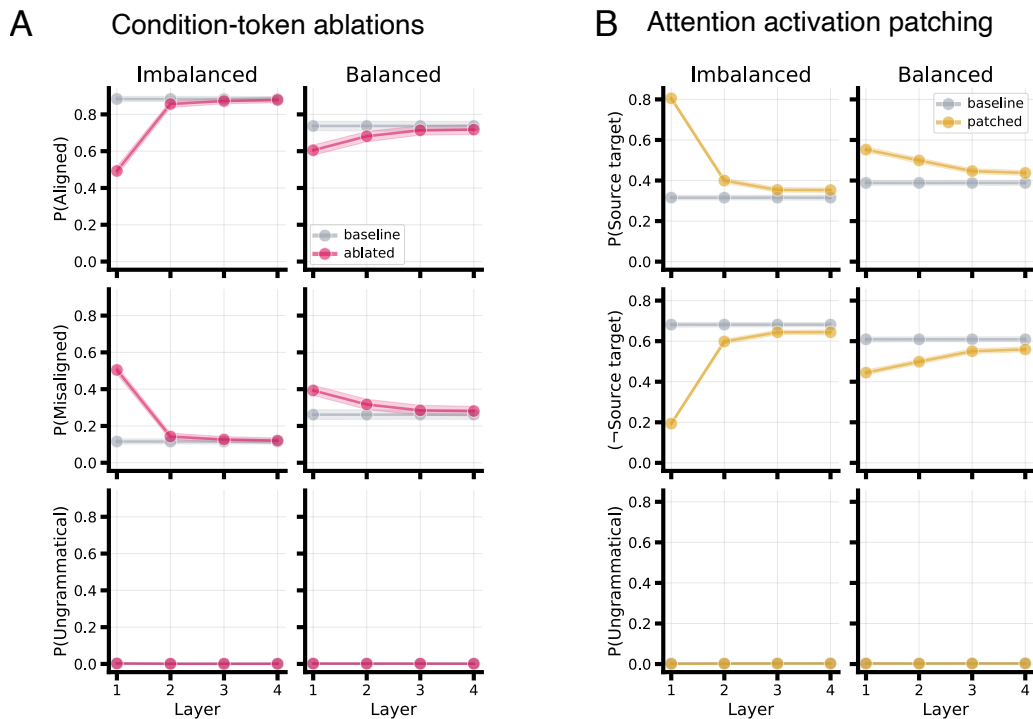 A Condition-token ablations
Imbalanced Balanced
P(Aligned)
0.8
0.6
0.4
0.2
0.0
baseline
ablated
P(Misaligned)
0.8
0.6
0.4
0.2
0.0
P(Ungrammatical)
0.8
0.6
0.4
0.2
0.0
1 2 3 4 1 2 3 4
Layer Layer
B Attention activation patching
Imbalanced Balanced
P(Source target)
0.8
0.6
0.4
0.2
0.0
baseline
patched
(¬Source target)
0.8
0.6
0.4
0.2
0.0
P(Ungrammatical)
0.8
0.6
0.4
0.2
0.0
1 2 3 4 1 2 3 4
Layer Layer